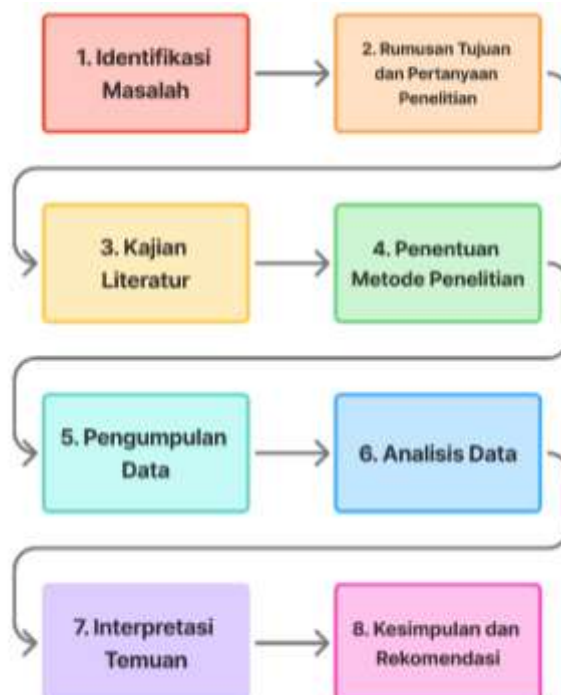 1. Identifikasi
Masalah
2. Rumusan Tujuan
dan Pertanyaan
Penelitian
3. Kajian
Literatur
4. Penentuan
Metode Penelitian
5. Pengumpulan
Data
6. Analisis Data
7. Interpretasi
Temuan
8. Kesimpulan dan
Rekomendasi